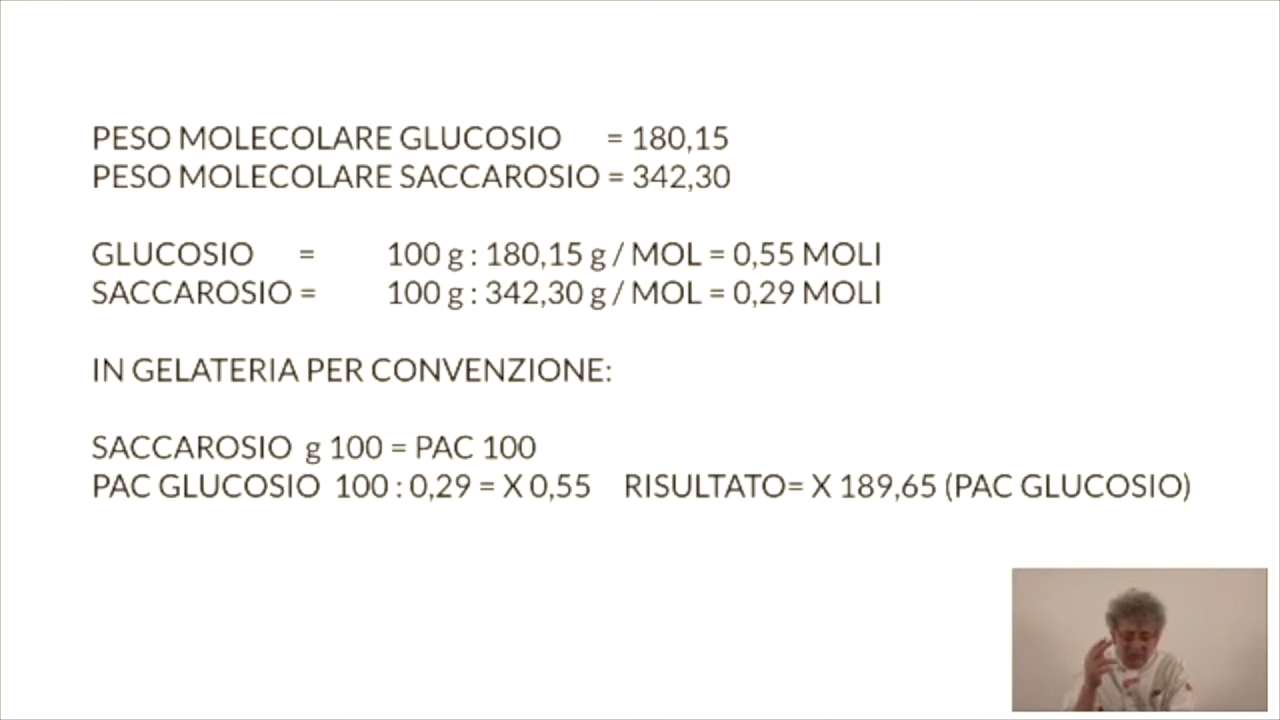 PESO MOLECOLARE GLUCOSIO = 180,15
PESO MOLECOLARE SACCAROSIO = 342,30
GLUCOSIO = 100 g : 180,15 g / MOL = 0,55 MOLI
SACCAROSIO = 100 g : 342,30 g / MOL = 0,29 MOLI
IN GELATERIA PER CONVENZIONE:
SACCAROSIO g 100 = PAC 100
PAC GLUCOSIO 100 : 0,29 = X 0,55 RISULTATO= X 189,65 (PAC GLUCOSIO)